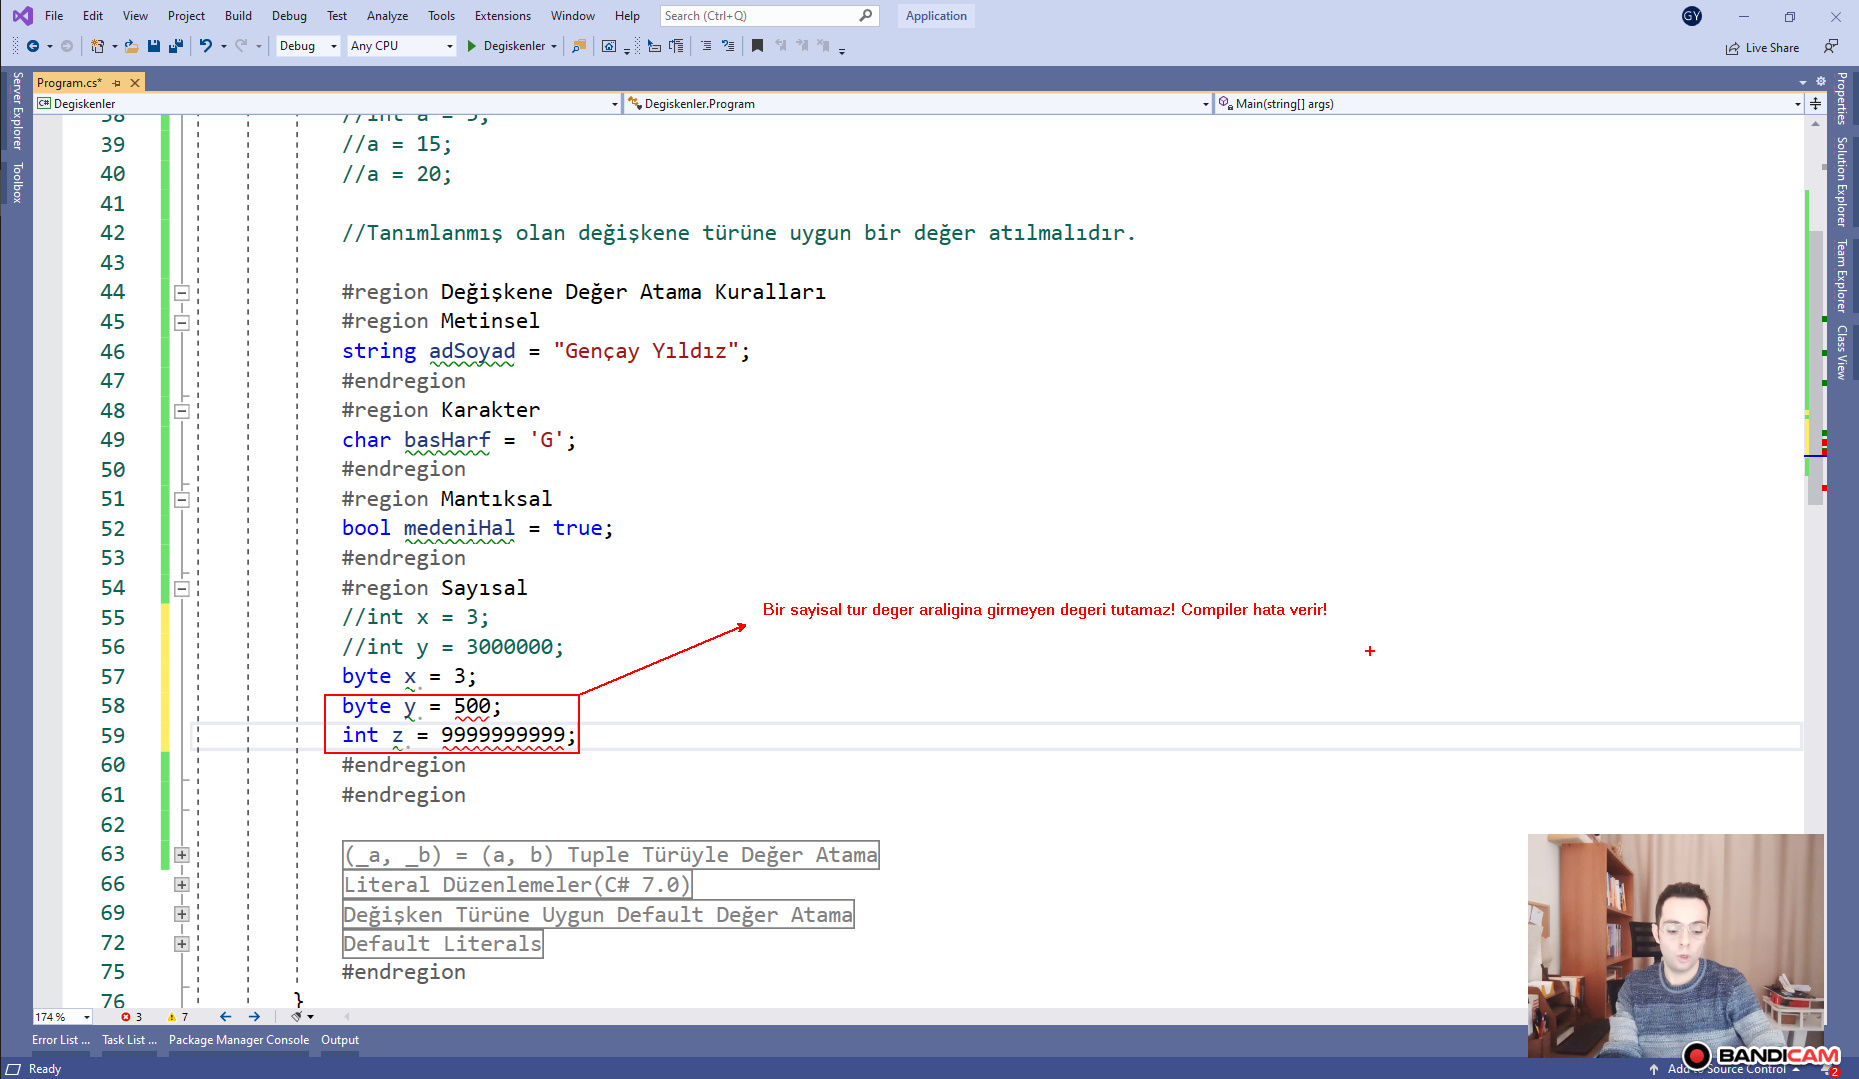 File Edit View Project Build Debug Test Analyze Tools Extensions Window Help Search (Ctrl+Q) Application GY
Debug Any CPU Degiskenler Live Share
Server Explorer
Toolbox
Program.cs*
C# Degiskenler Degiskenler.Program Main(string[] args)
38 //int a = 5;
39 //a = 15;
40 //a = 20;
41
42 //Tanımlanmış olan değişkene türüne uygun bir değer atılmalıdır.
43
44 #region Değişkene Değer Atama Kuralları
45 #region Metinsel
46 string adSoyad = "Gençay Yıldız";
47 #endregion
48 #region Karakter
49 char basHarf = 'G';
50 #endregion
51 #region Mantıksal
52 bool medeniHal = true;
53 #endregion
54 #region Sayısal
55 //int x = 3;
56 //int y = 3000000;
57 byte x = 3;
58 byte y = 500;
59 int z = 9999999999;
60 #endregion
61 #endregion
62
63 (_a, _b) = (a, b) Tuple Türüyle Değer Atama
66 Literal Düzenlemeler(C# 7.0)
69 Değişken Türüne Uygun Default Değer Atama
72 Default Literals
75 #endregion
76 }
Bir sayisal tur deger araligina girmeyen degeri tutamaz! Compiler hata verir!
Properties
Solution Explorer
Team Explorer
Class View
174 % 3 7
Error List ... Task List ... Package Manager Console Output
Ready Add to Source Control 2
BANDICAM